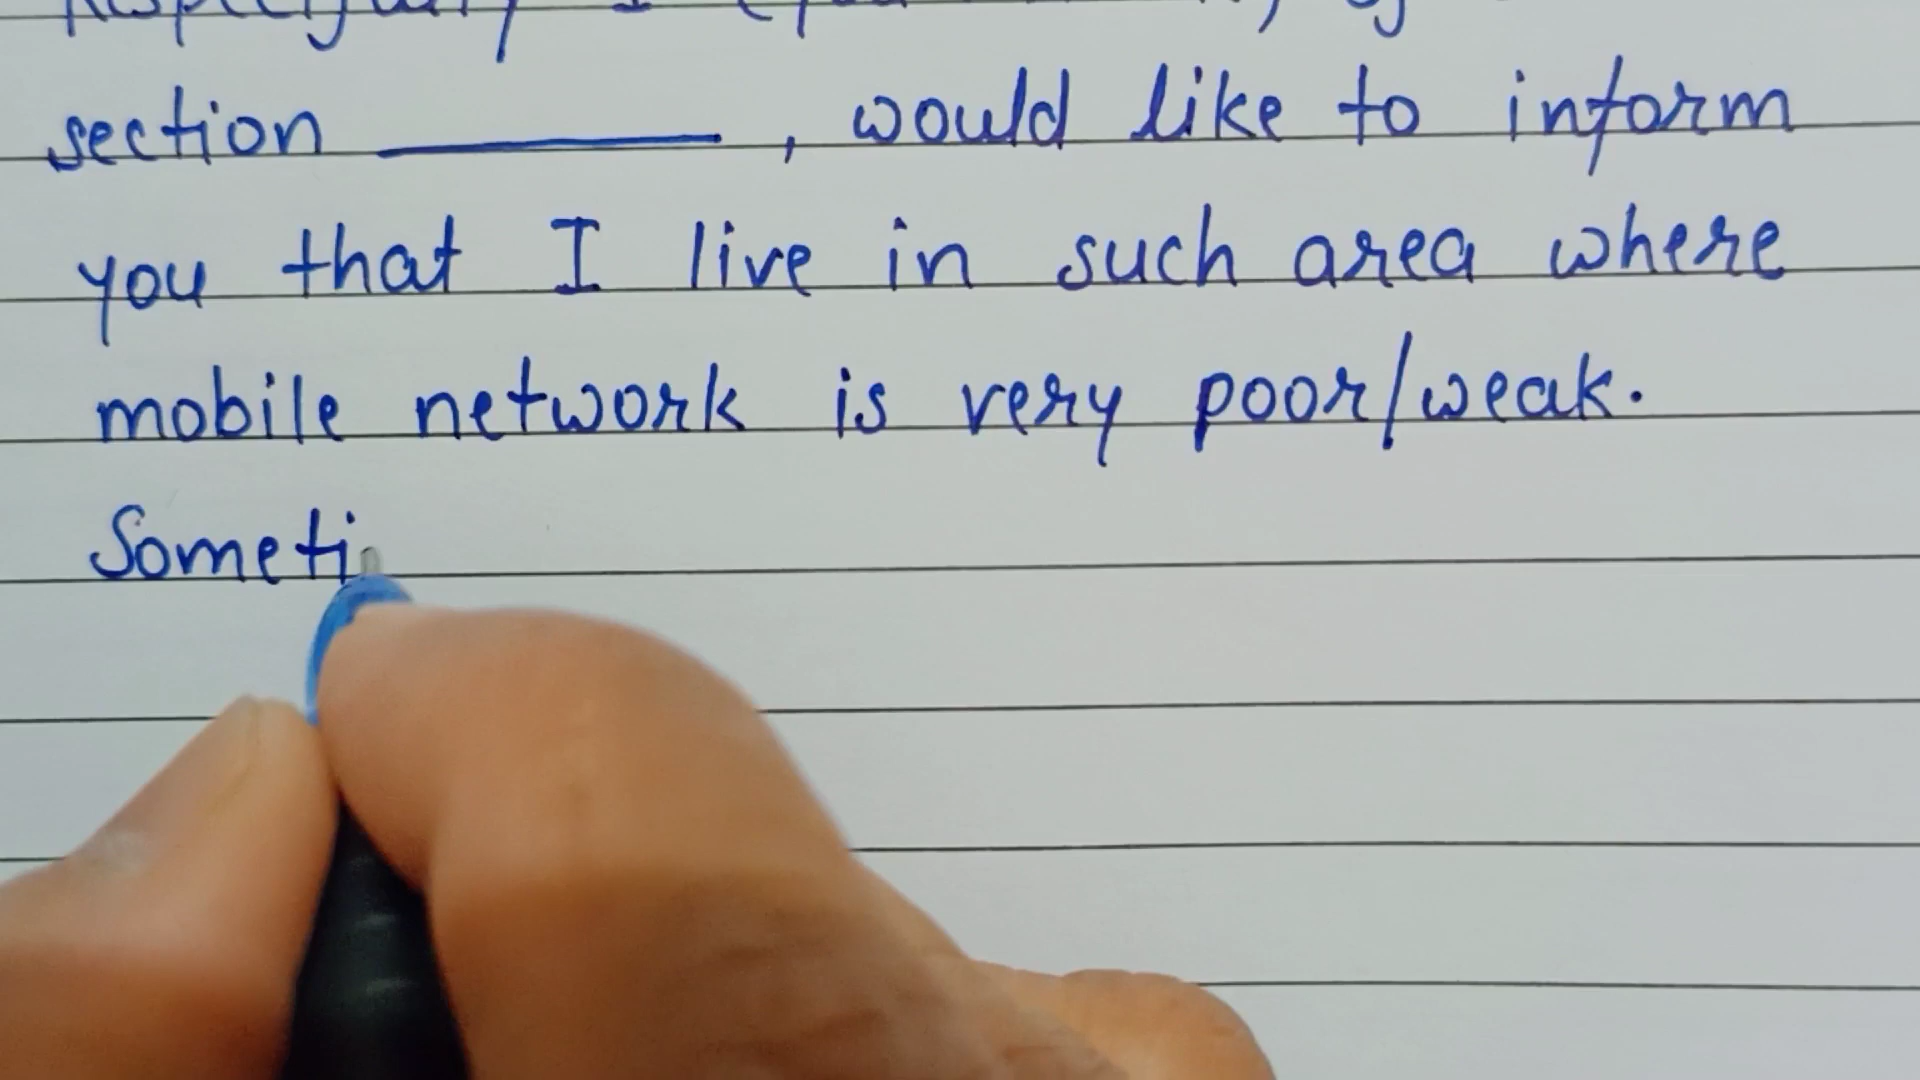 section ________, would like to inform
you that I live in such area where
mobile network is very poor/weak.
Someti